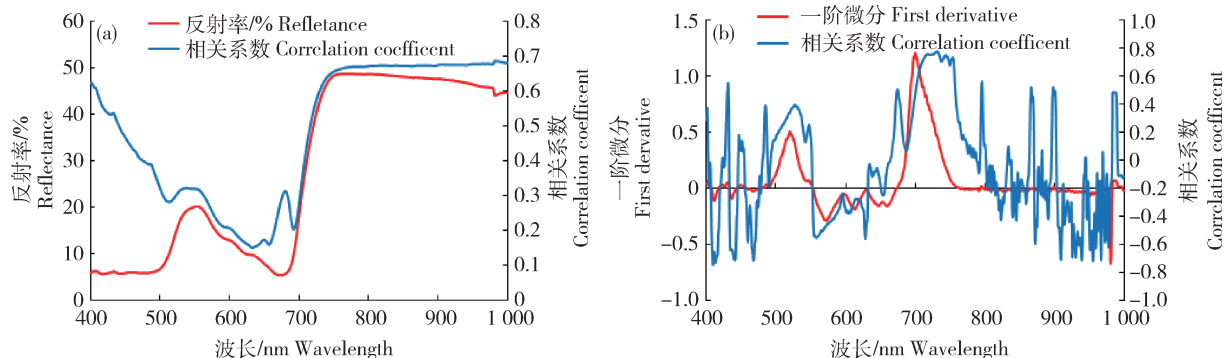 (a)
反射率/% Refletance
相关系数 Corrclation coefficcnt
60
50
40
30
20
10
0
0.8
0.7
0.6
0.5
0.4
0.3
0.2
0.1
0
反射率/%
Reflectance
相关系数
Correlation coefficient
400 500 600 700 800 900 1 000
波长/nm Wavelength
(b)
一阶微分 First derivative
相关系数 Correlation coefficent
1.5
1.0
0.5
0
−0.5
−1.0
1.0
0.8
0.6
0.4
0.2
0
−0.2
−0.4
−0.6
−0.8
−1.0
一阶微分
First derivative
相关系数
Corrclation cocfficient
400 500 600 700 800 900 1 000
波长/nm Wavelength